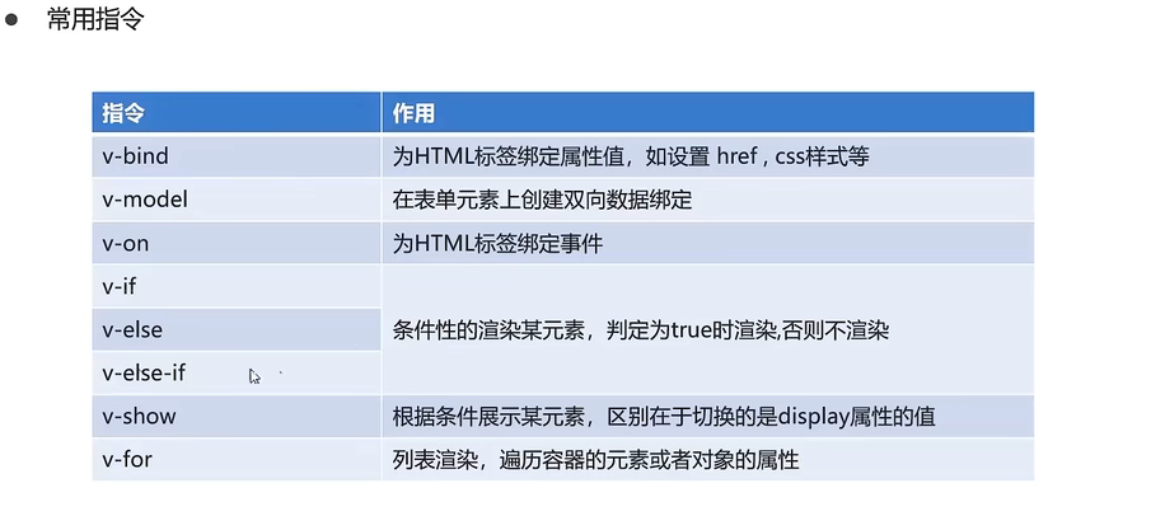 常用指令
指令 作用
v-bind 为HTML标签绑定属性值，如设置 href , css样式等
v-model 在表单元素上创建双向数据绑定
v-on 为HTML标签绑定事件
v-if
v-else 条件性的渲染某元素，判定为true时渲染,否则不渲染
v-else-if
v-show 根据条件展示某元素，区别在于切换的是display属性的值
v-for 列表渲染，遍历容器的元素或者对象的属性